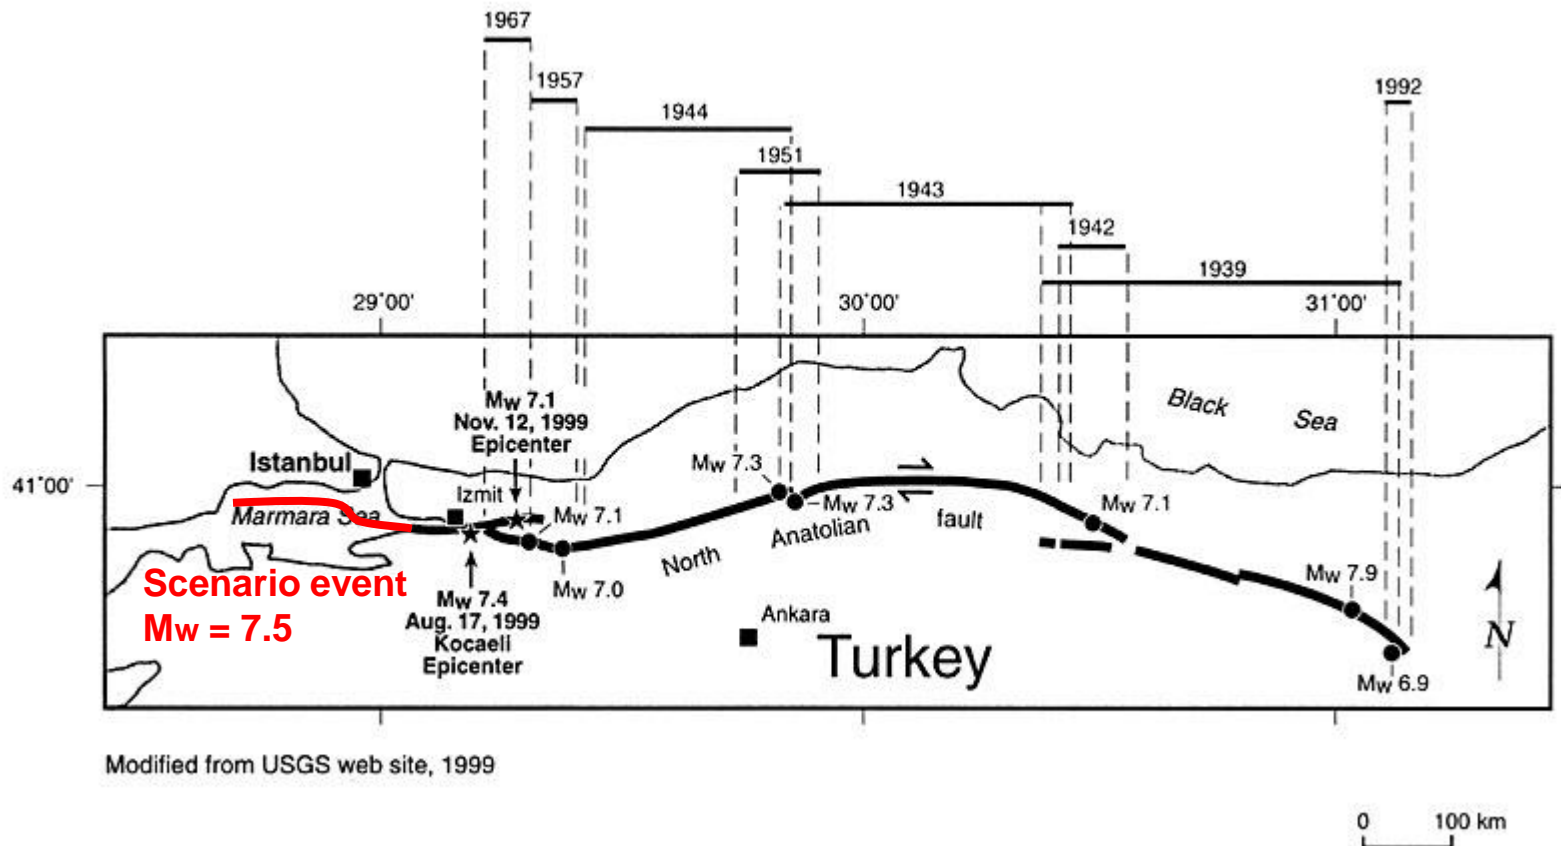 1967
1957
1992
1944
1951
1943
1942
1939
29°00'
30°00'
31°00'
Mw 7.1
Nov. 12, 1999
Epicenter
Black Sea
Istanbul
Mw 7.3
41°00'
Izmit
Mw 7.3
Mw 7.1
Marmara Sea
Mw 7.1
North Anatolian fault
Mw 7.0
Scenario event
Mw = 7.5
Mw 7.9
Mw 7.4
Aug. 17, 1999
Kocaeli
Epicenter
Ankara
Turkey
N
Mw 6.9
Modified from USGS web site, 1999
0 100 km